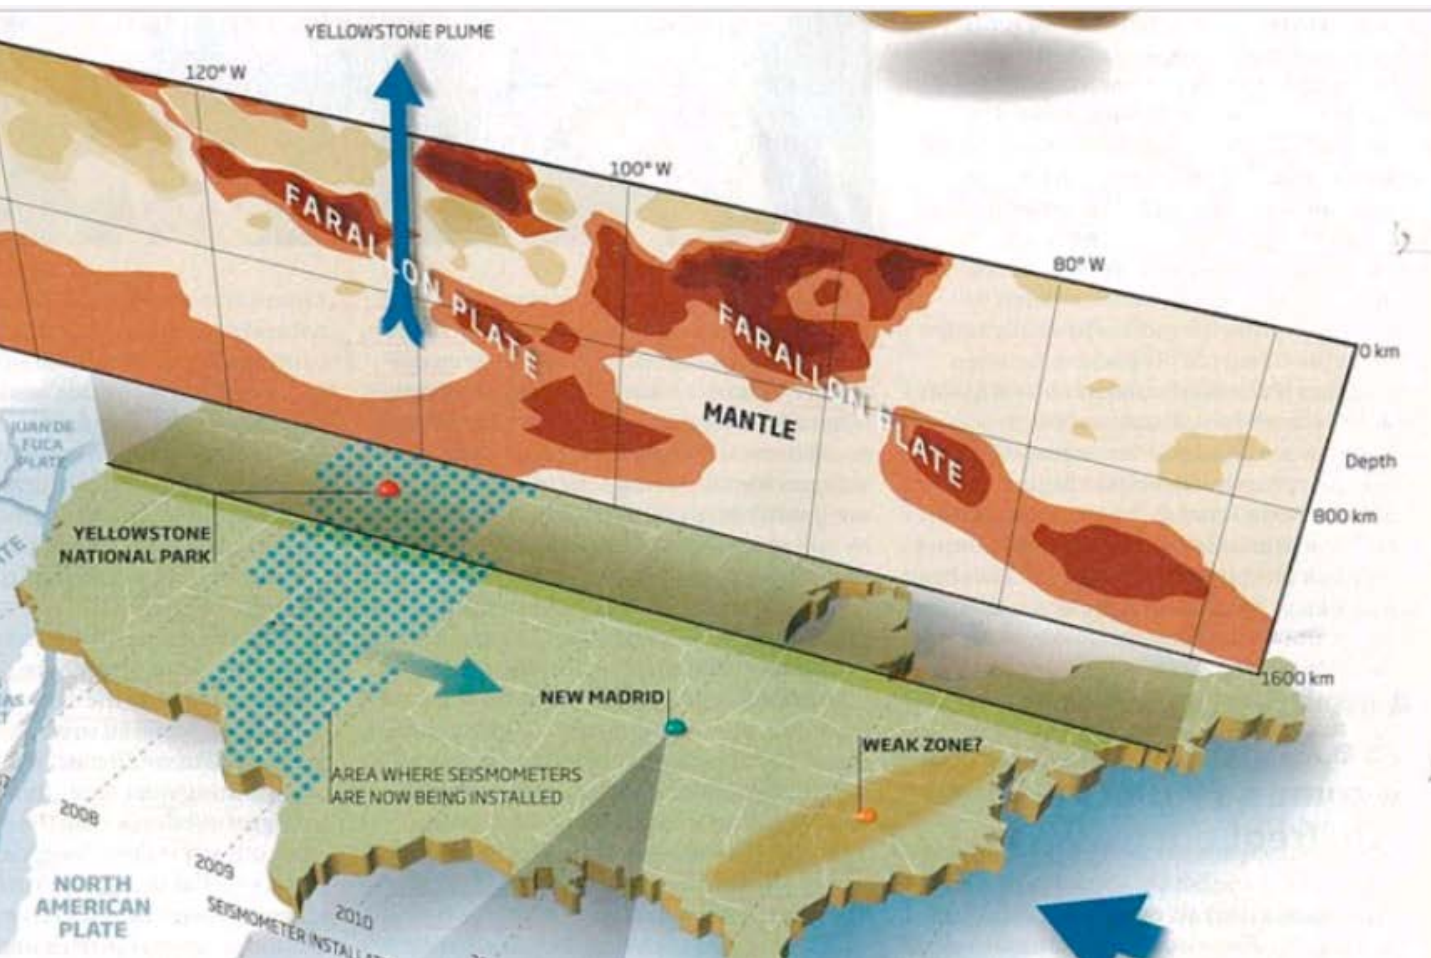 YELLOWSTONE PLUME
120° W
100° W
80° W
FARALLON PLATE
FARALLON PLATE
MANTLE
0 km
Depth
800 km
1600 km
JUAN DE
FUCA
PLATE
YELLOWSTONE
NATIONAL PARK
NEW MADRID
WEAK ZONE?
AREA WHERE SEISMOMETERS
ARE NOW BEING INSTALLED
2008
2009
2010
SEISMOMETER
NORTH
AMERICAN
PLATE